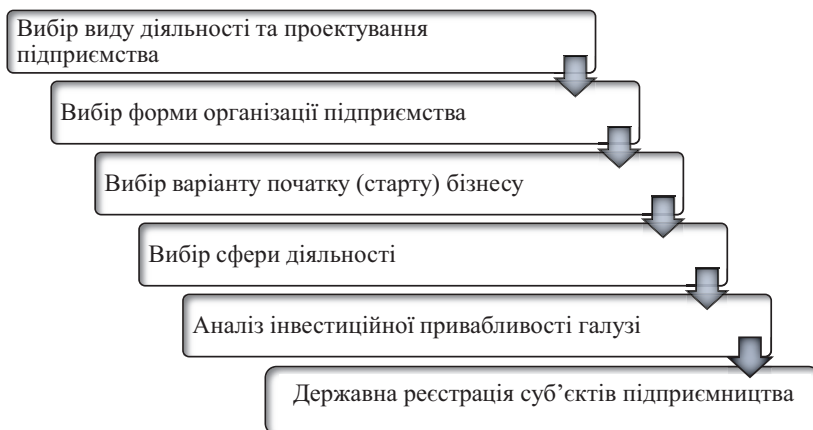 Вибір виду діяльності та проектування
підприємства
Вибір форми організації підприємства
Вибір варіанту початку (старту) бізнесу
Вибір сфери діяльності
Аналіз інвестиційної привабливості галузі
Державна реєстрація суб’єктів підприємництва